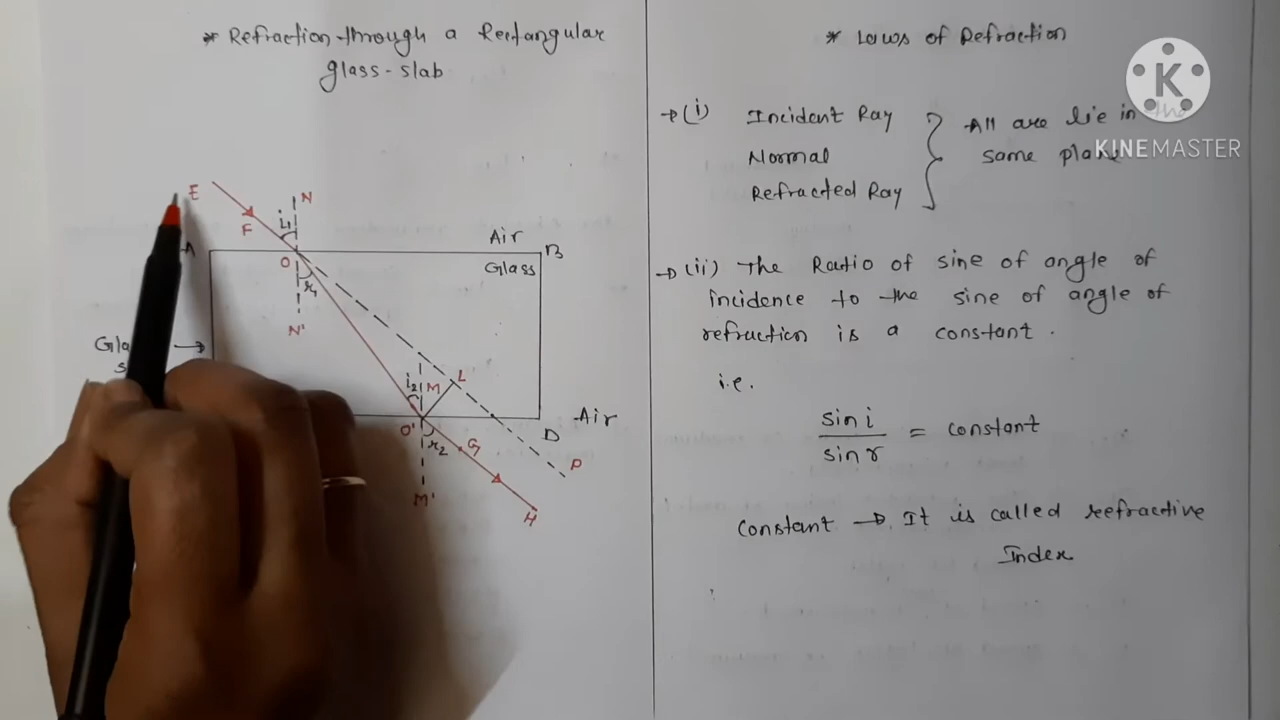 * Refraction through a Rectangular
glass-slab
E
N
F
i1
A
Air
B
O
Glass
r1
N'
i2
M
L
O'
r2
G
D
Air
P
M'
H
* Laws of Refraction
→ (i) Incident Ray
Normal
Refracted Ray
All are lie in the
same plane
→ (ii) The Ratio of sine of angle of
incidence to the sine of angle of
refraction is a constant.
i.e.
sin i / sin r = constant
Constant → It is called reefractive
Index
K
KINEMASTER